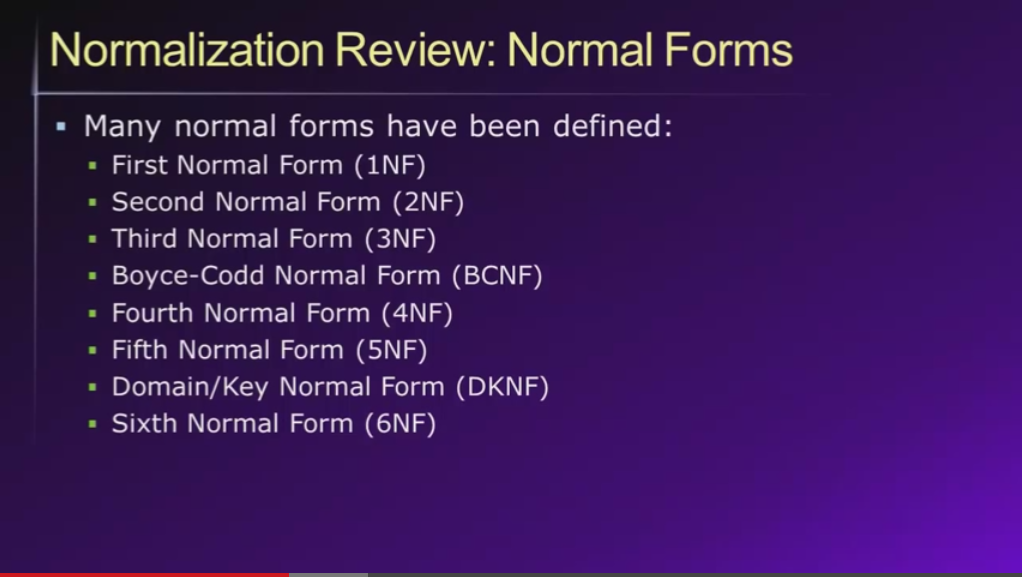 Normalization Review: Normal Forms
▪ Many normal forms have been defined:
▪ First Normal Form (1NF)
▪ Second Normal Form (2NF)
▪ Third Normal Form (3NF)
▪ Boyce-Codd Normal Form (BCNF)
▪ Fourth Normal Form (4NF)
▪ Fifth Normal Form (5NF)
▪ Domain/Key Normal Form (DKNF)
▪ Sixth Normal Form (6NF)